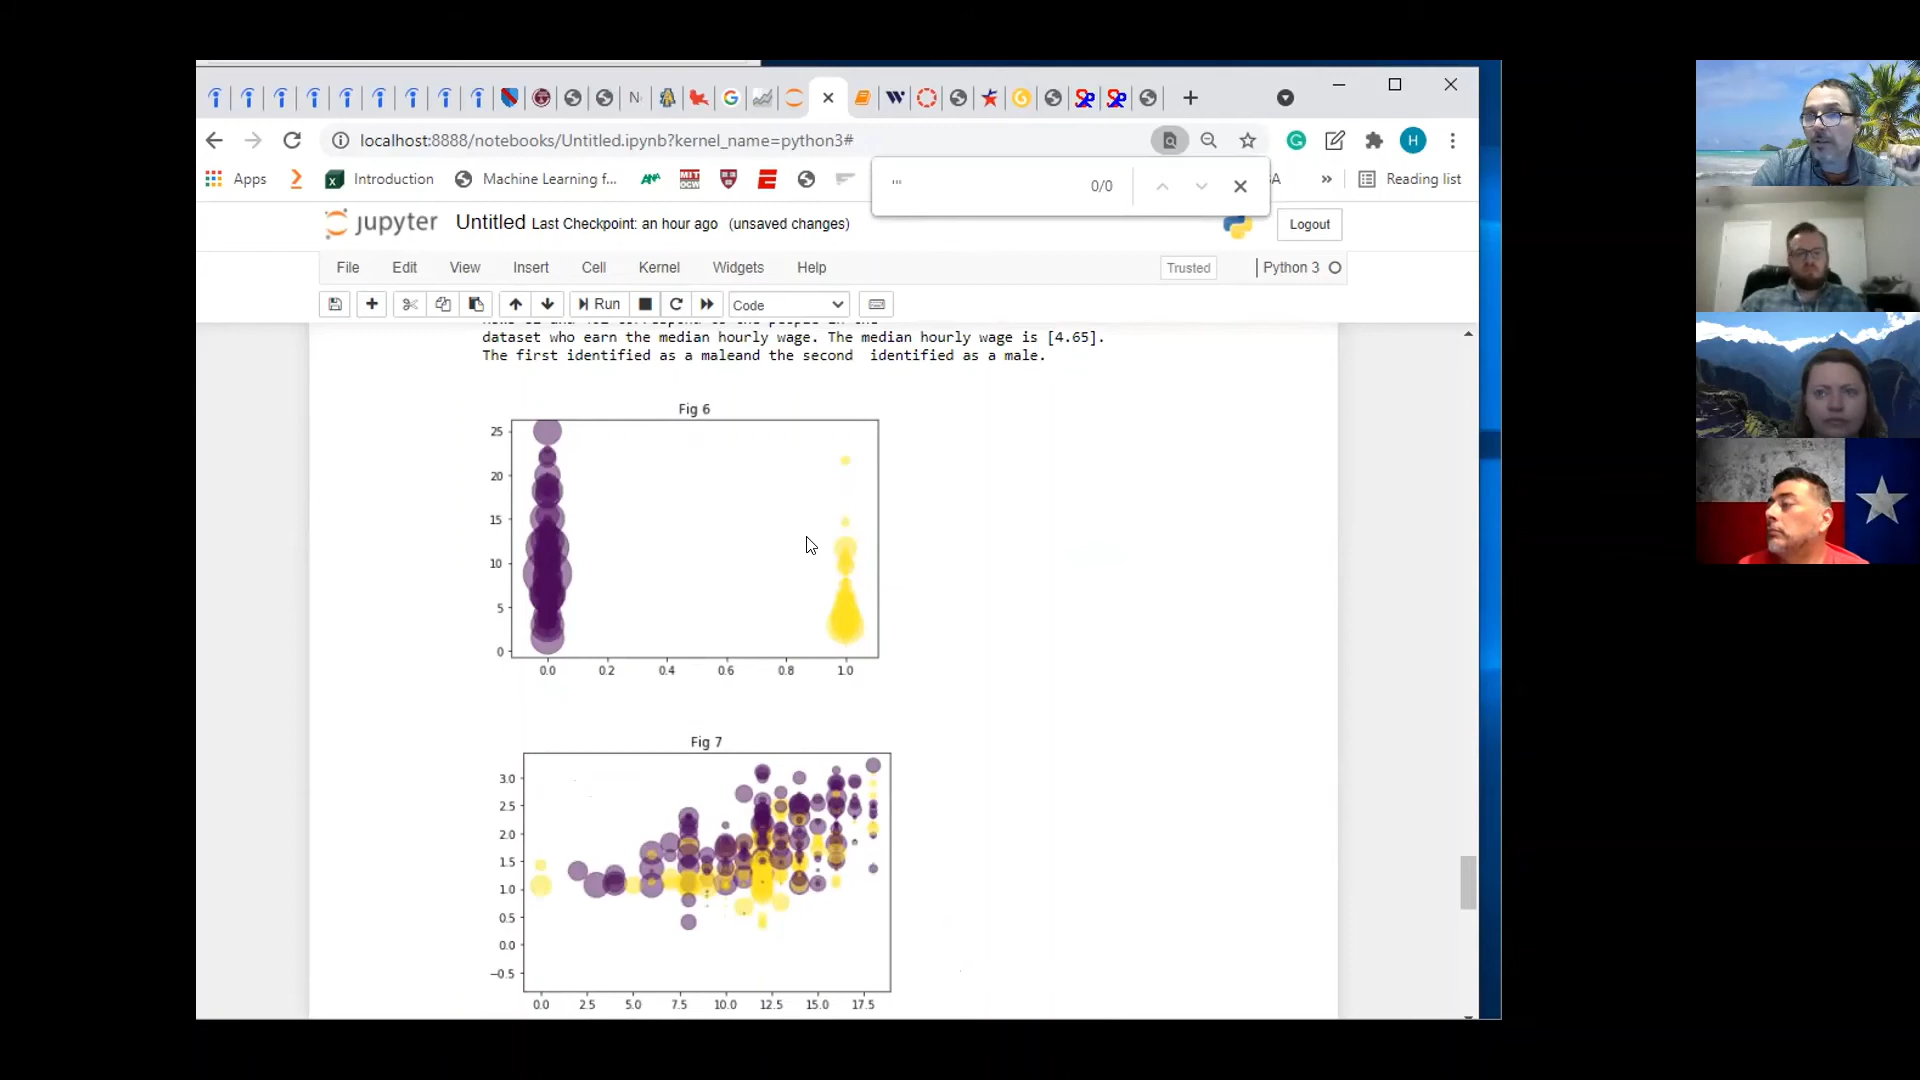 localhost:8888/notebooks/Untitled.ipynb?kernel_name=python3#
H
Apps
Introduction
Machine Learning f...
MIT
OCW
Reading list
"'
0/0
jupyter Untitled Last Checkpoint: an hour ago (unsaved changes)
Logout
File Edit View Insert Cell Kernel Widgets Help
Trusted
Python 3
Run
Code
dataset who earn the median hourly wage. The median hourly wage is [4.65].
The first identified as a maleand the second identified as a male.
Fig 6
25
20
15
10
5
0
0.0 0.2 0.4 0.6 0.8 1.0
Fig 7
3.0
2.5
2.0
1.5
1.0
0.5
0.0
−0.5
0.0 2.5 5.0 7.5 10.0 12.5 15.0 17.5